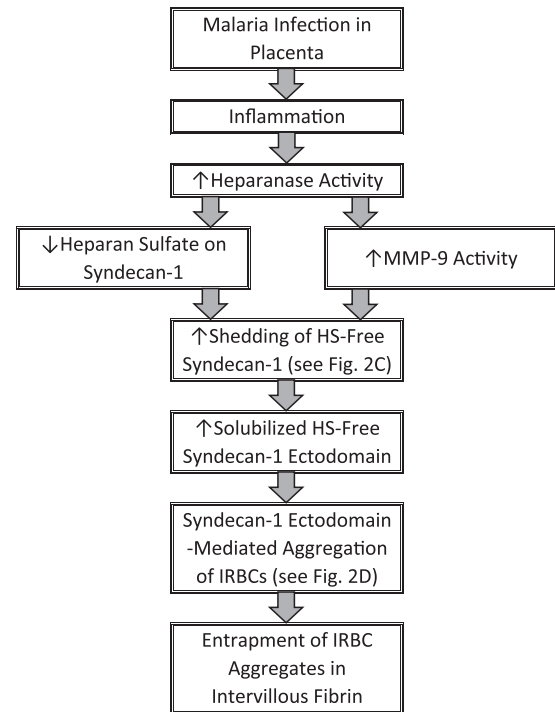 Malaria Infection in
Placenta
Inflammation
↑Heparanase Activity
↓Heparan Sulfate on
Syndecan-1
↑MMP-9 Activity
↑Shedding of HS-Free
Syndecan-1 (see Fig. 2C)
↑Solubilized HS-Free
Syndecan-1 Ectodomain
Syndecan-1 Ectodomain
-Mediated Aggregation
of IRBCs (see Fig. 2D)
Entrapment of IRBC
Aggregates in
Intervillous Fibrin